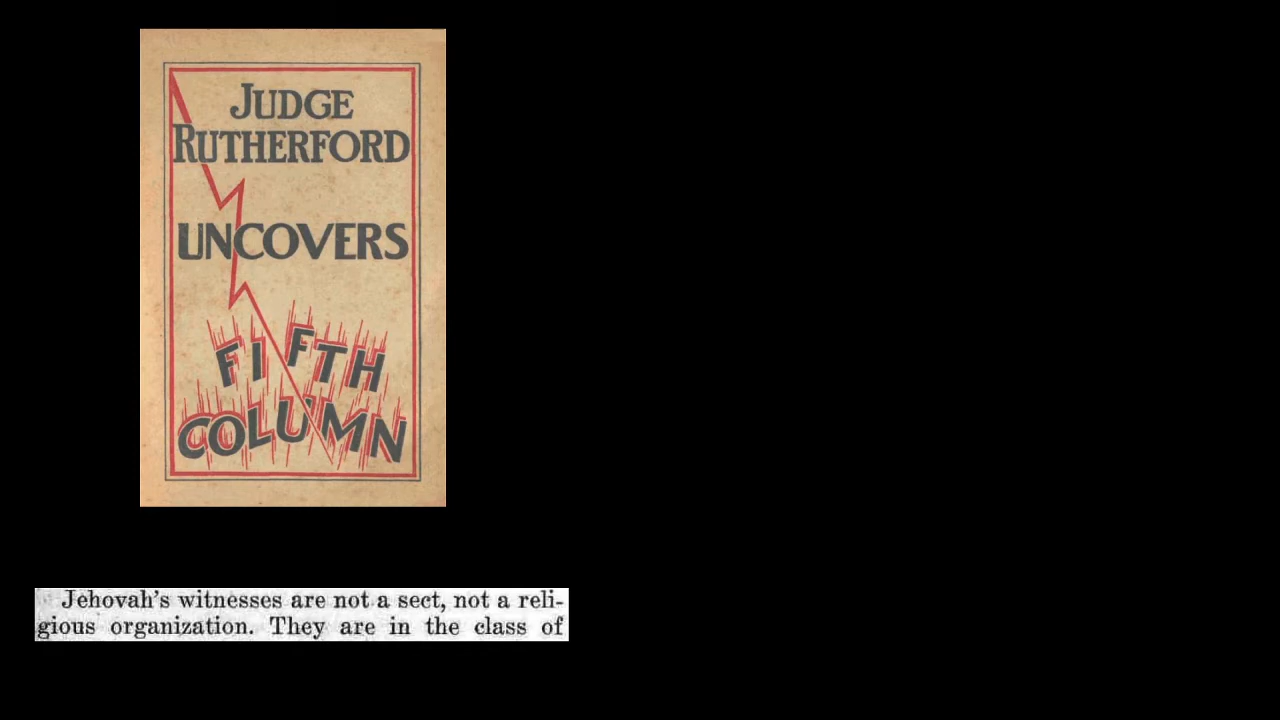 JUDGE
RUTHERFORD
UNCOVERS
FIFTH
COLUMN
Jehovah's witnesses are not a sect, not a reli-
gious organization. They are in the class of